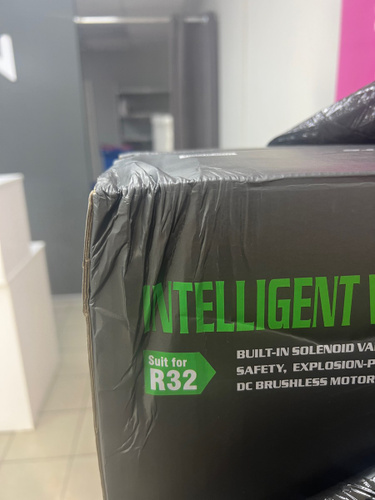 INTELLIGENT
Suit for
R32
BUILT-IN SOLENOID
SAFETY, EXPLOSION-
DC BRUSHLESS MOTOR